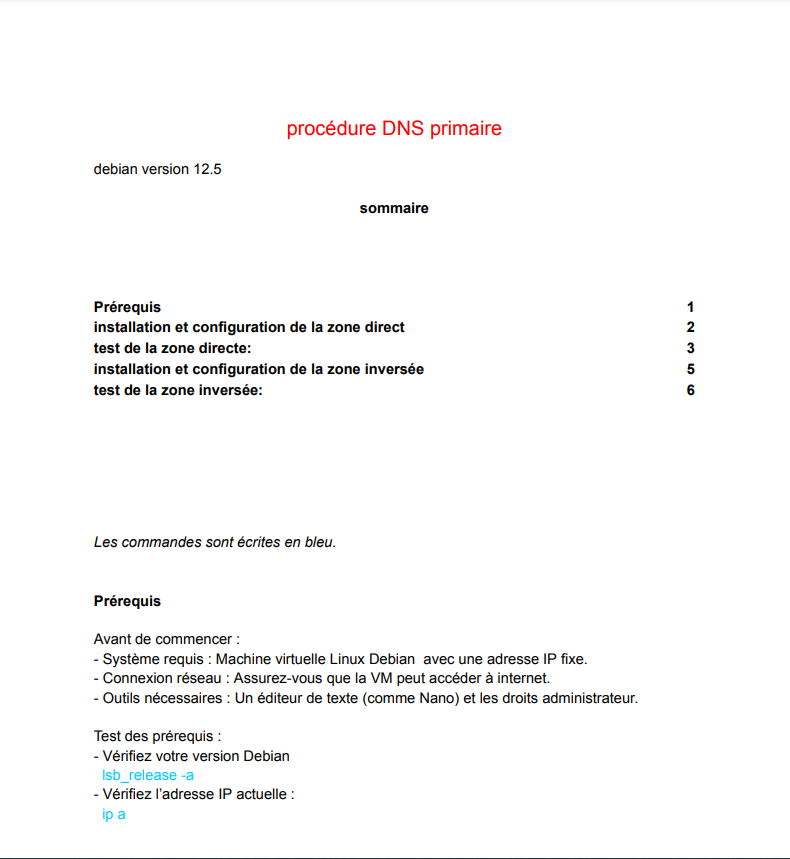 procédure DNS primaire
debian version 12.5
sommaire
Prérequis 1
installation et configuration de la zone direct 2
test de la zone directe: 3
installation et configuration de la zone inversée 5
test de la zone inversée: 6
Les commandes sont écrites en bleu.
Prérequis
Avant de commencer :
- Système requis : Machine virtuelle Linux Debian  avec une adresse IP fixe.
- Connexion réseau : Assurez-vous que la VM peut accéder à internet.
- Outils nécessaires : Un éditeur de texte (comme Nano) et les droits administrateur.
Test des prérequis :
- Vérifiez votre version Debian
lsb_release -a
- Vérifiez l'adresse IP actuelle :
ip a